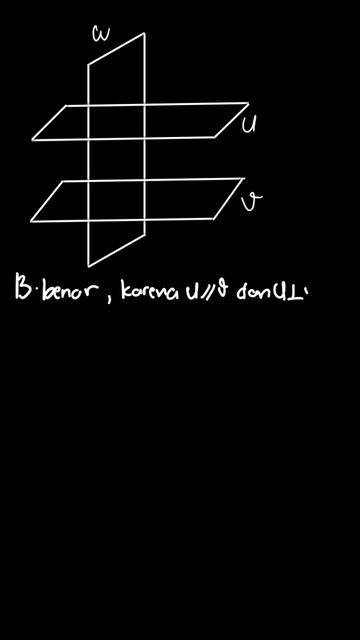 w
u
v
B. benar, karena u // v dan u ⊥